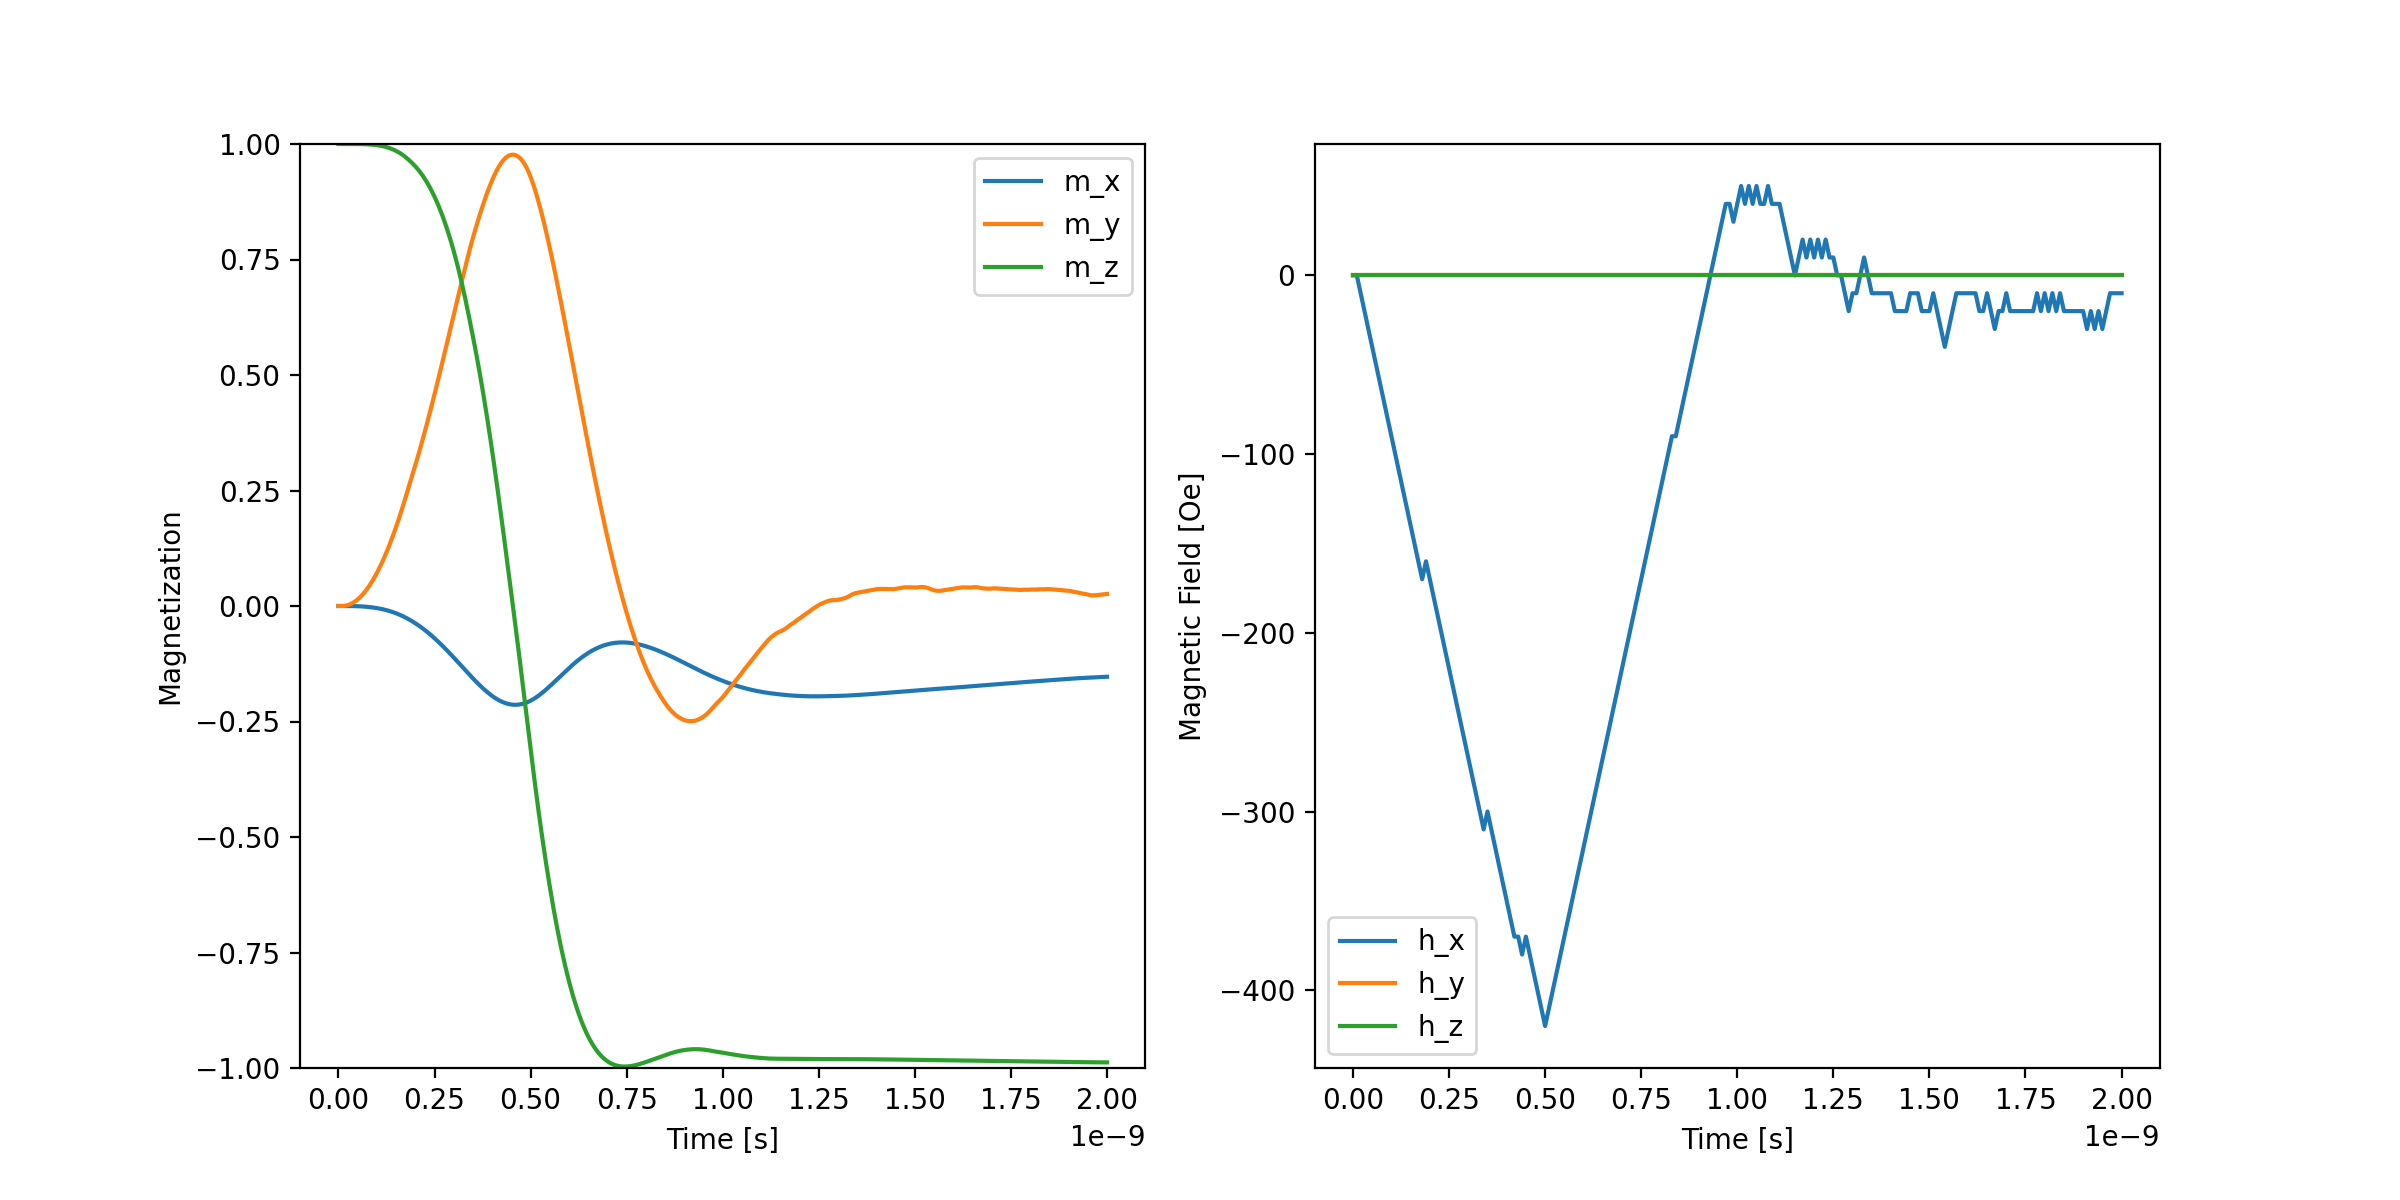 Magnetization
1.00
0.75
0.50
0.25
0.00
−0.25
−0.50
−0.75
−1.00
m_x
m_y
m_z
0.00 0.25 0.50 0.75 1.00 1.25 1.50 1.75 2.00
Time [s]
1e−9
Magnetic Field [Oe]
0
−100
−200
−300
−400
h_x
h_y
h_z
0.00 0.25 0.50 0.75 1.00 1.25 1.50 1.75 2.00
Time [s]
1e−9